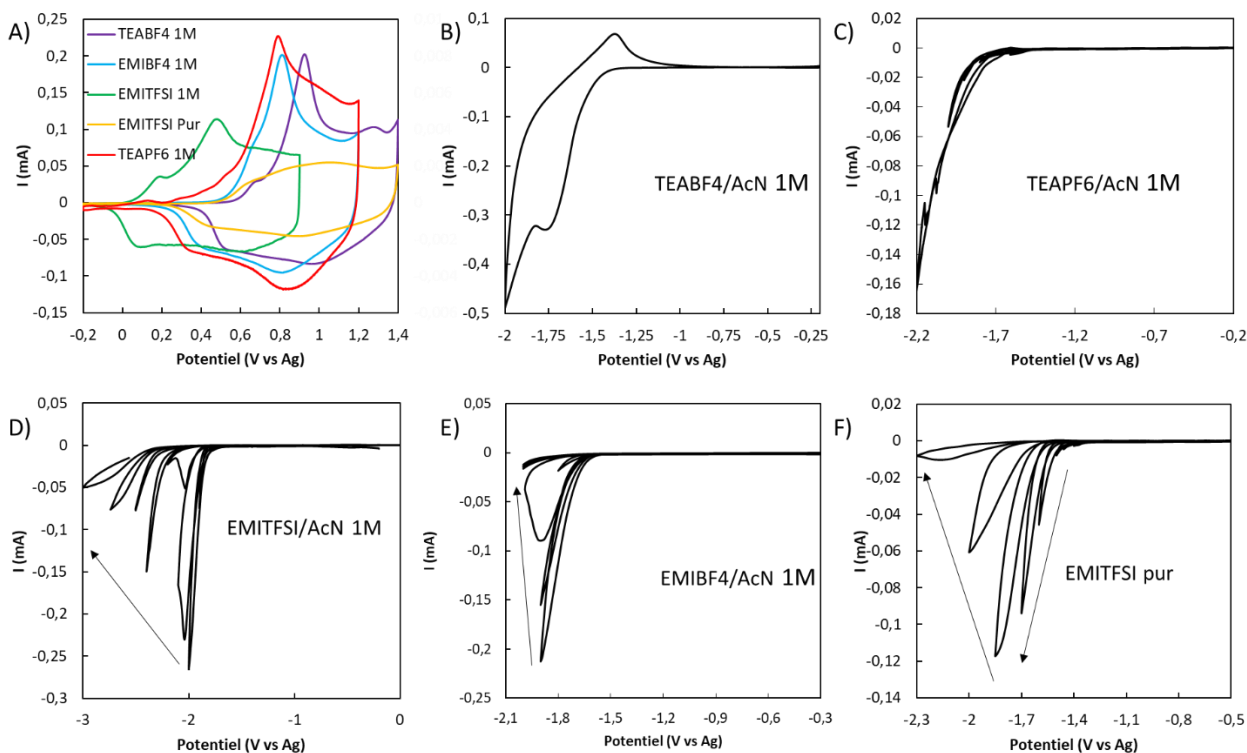 A)
I (mA)
0,25
0,2
0,15
0,1
0,05
0
-0,05
-0,1
-0,15
TEABF4 1M
EMIBF4 1M
EMITFSI 1M
EMITFSI Pur
TEAPF6 1M
-0,2 0 0,2 0,4 0,6 0,8 1 1,2 1,4
Potentiel (V vs Ag)
B)
I (mA)
0,1
0
-0,1
-0,2
-0,3
-0,4
-0,5
TEABF4/AcN 1M
-2 -1,75 -1,5 -1,25 -1 -0,75 -0,5 -0,25
Potentiel (V vs Ag)
C)
I (mA)
0,02
0
-0,02
-0,04
-0,06
-0,08
-0,1
-0,12
-0,14
-0,16
-0,18
TEAPF6/AcN 1M
-2,2 -1,7 -1,2 -0,7 -0,2
Potentiel (V vs Ag)
D)
I (mA)
0,05
0
-0,05
-0,1
-0,15
-0,2
-0,25
-0,3
EMITFSI/AcN 1M
-3 -2 -1 0
Potentiel (V vs Ag)
E)
I (mA)
0,05
0
-0,05
-0,1
-0,15
-0,2
-0,25
EMIBF4/AcN 1M
-2,1 -1,8 -1,5 -1,2 -0,9 -0,6 -0,3
Potentiel (V vs Ag)
F)
I (mA)
0,02
0
-0,02
-0,04
-0,06
-0,08
-0,1
-0,12
-0,14
EMITFSI pur
-2,3 -2 -1,7 -1,4 -1,1 -0,8 -0,5
Potentiel (V vs Ag)